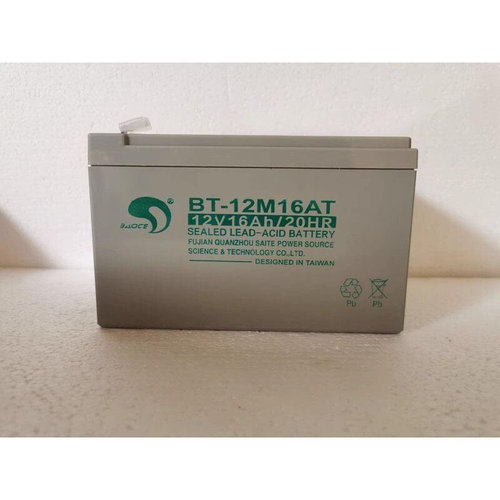 BAOCE ®
BT-12M16AT
12V16Ah/20HR
SEALED LEAD-ACID BATTERY
FUJIAN QUANZHOU SAITE POWER SOURCE
SCIENCE & TECHNOLOGY CO.,LTD.
DESIGNED IN TAIWAN
Pb Pb